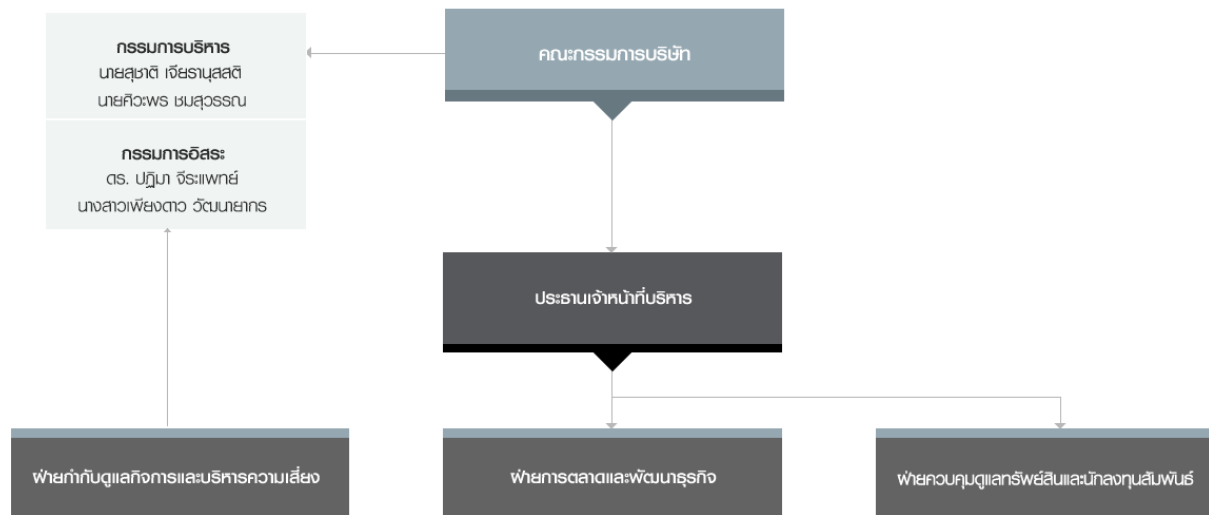 คณะกรรมการบริษัท
กรรมการบริหาร
นายสุชาติ เจียรานุสสติ
นายศิวะพร ชมสุวรรณ
กรรมการอิสระ
ดร. ปฏิมา จีระแพทย์
นางสาวเพียงดาว วัฒนายากร
ประธานเจ้าหน้าที่บริหาร
ฝ่ายกำกับดูแลกิจการและบริหารความเสี่ยง
ฝ่ายการตลาดและพัฒนาธุรกิจ
ฝ่ายควบคุมดูแลทรัพย์สินและนักลงทุนสัมพันธ์